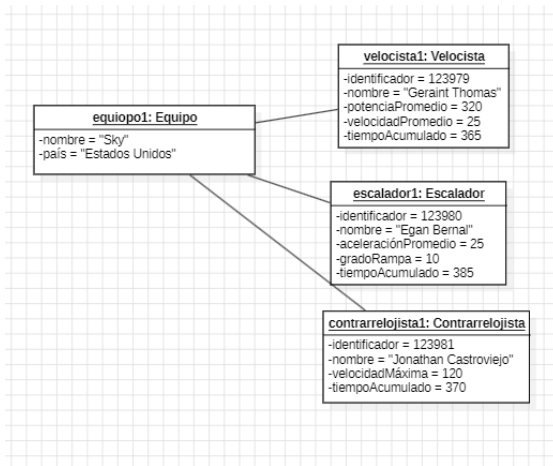 velocista1: Velocista
-identificador = 123979
-nombre = "Geraint Thomas"
-potenciaPromedio = 320
-velocidadPromedio = 25
-tiempoAcumulado = 365
equiopo1: Equipo
-nombre = "Sky"
-país = "Estados Unidos"
escalador1: Escalador
-identificador = 123980
-nombre = "Egan Bernal"
-aceleraciónPromedio = 25
-gradoRampa = 10
-tiempoAcumulado = 385
contrarrelojista1: Contrarrelojista
-identificador = 123981
-nombre = "Jonathan Castroviejo"
-velocidadMáxima = 120
-tiempoAcumulado = 370